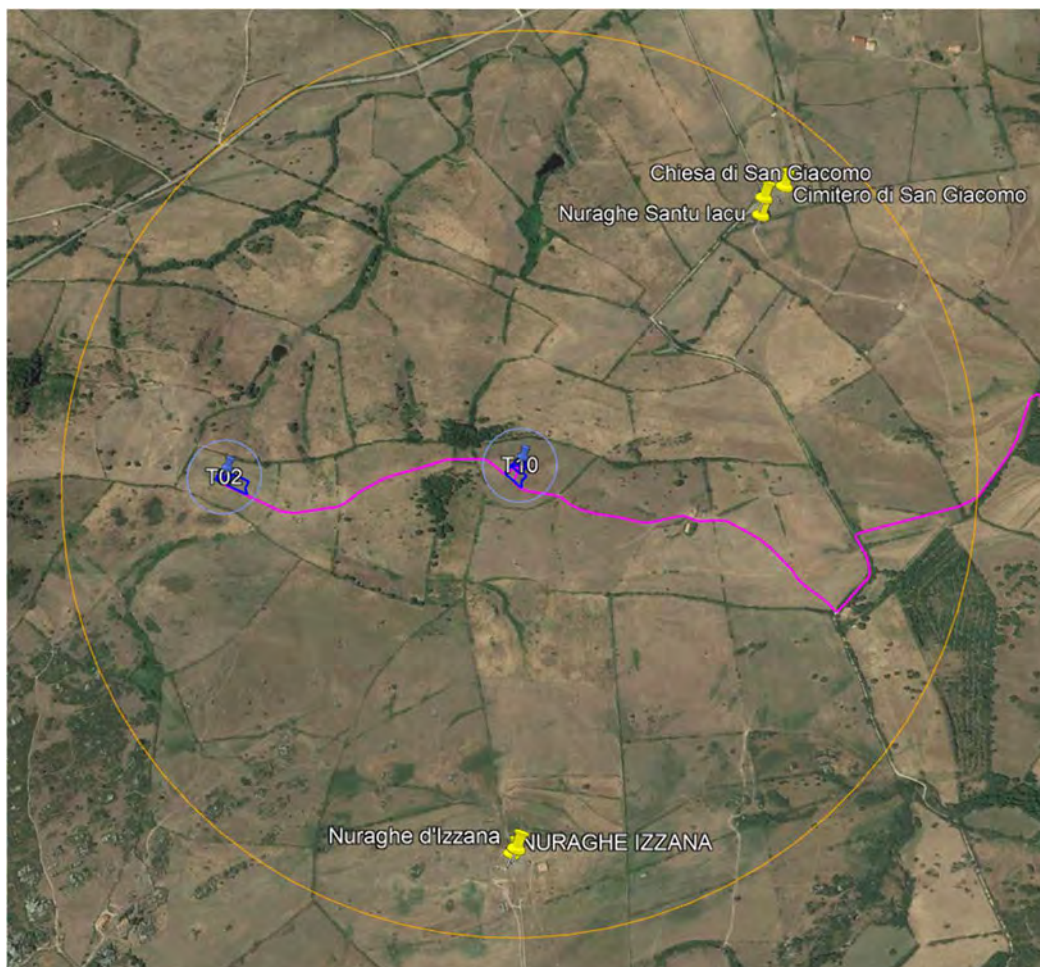 Chiesa di San Giacomo
Cimitero di San Giacomo
Nuraghe Santu Iacu
T02
T10
Nuraghe d'Izzana
NURAGHE IZZANA